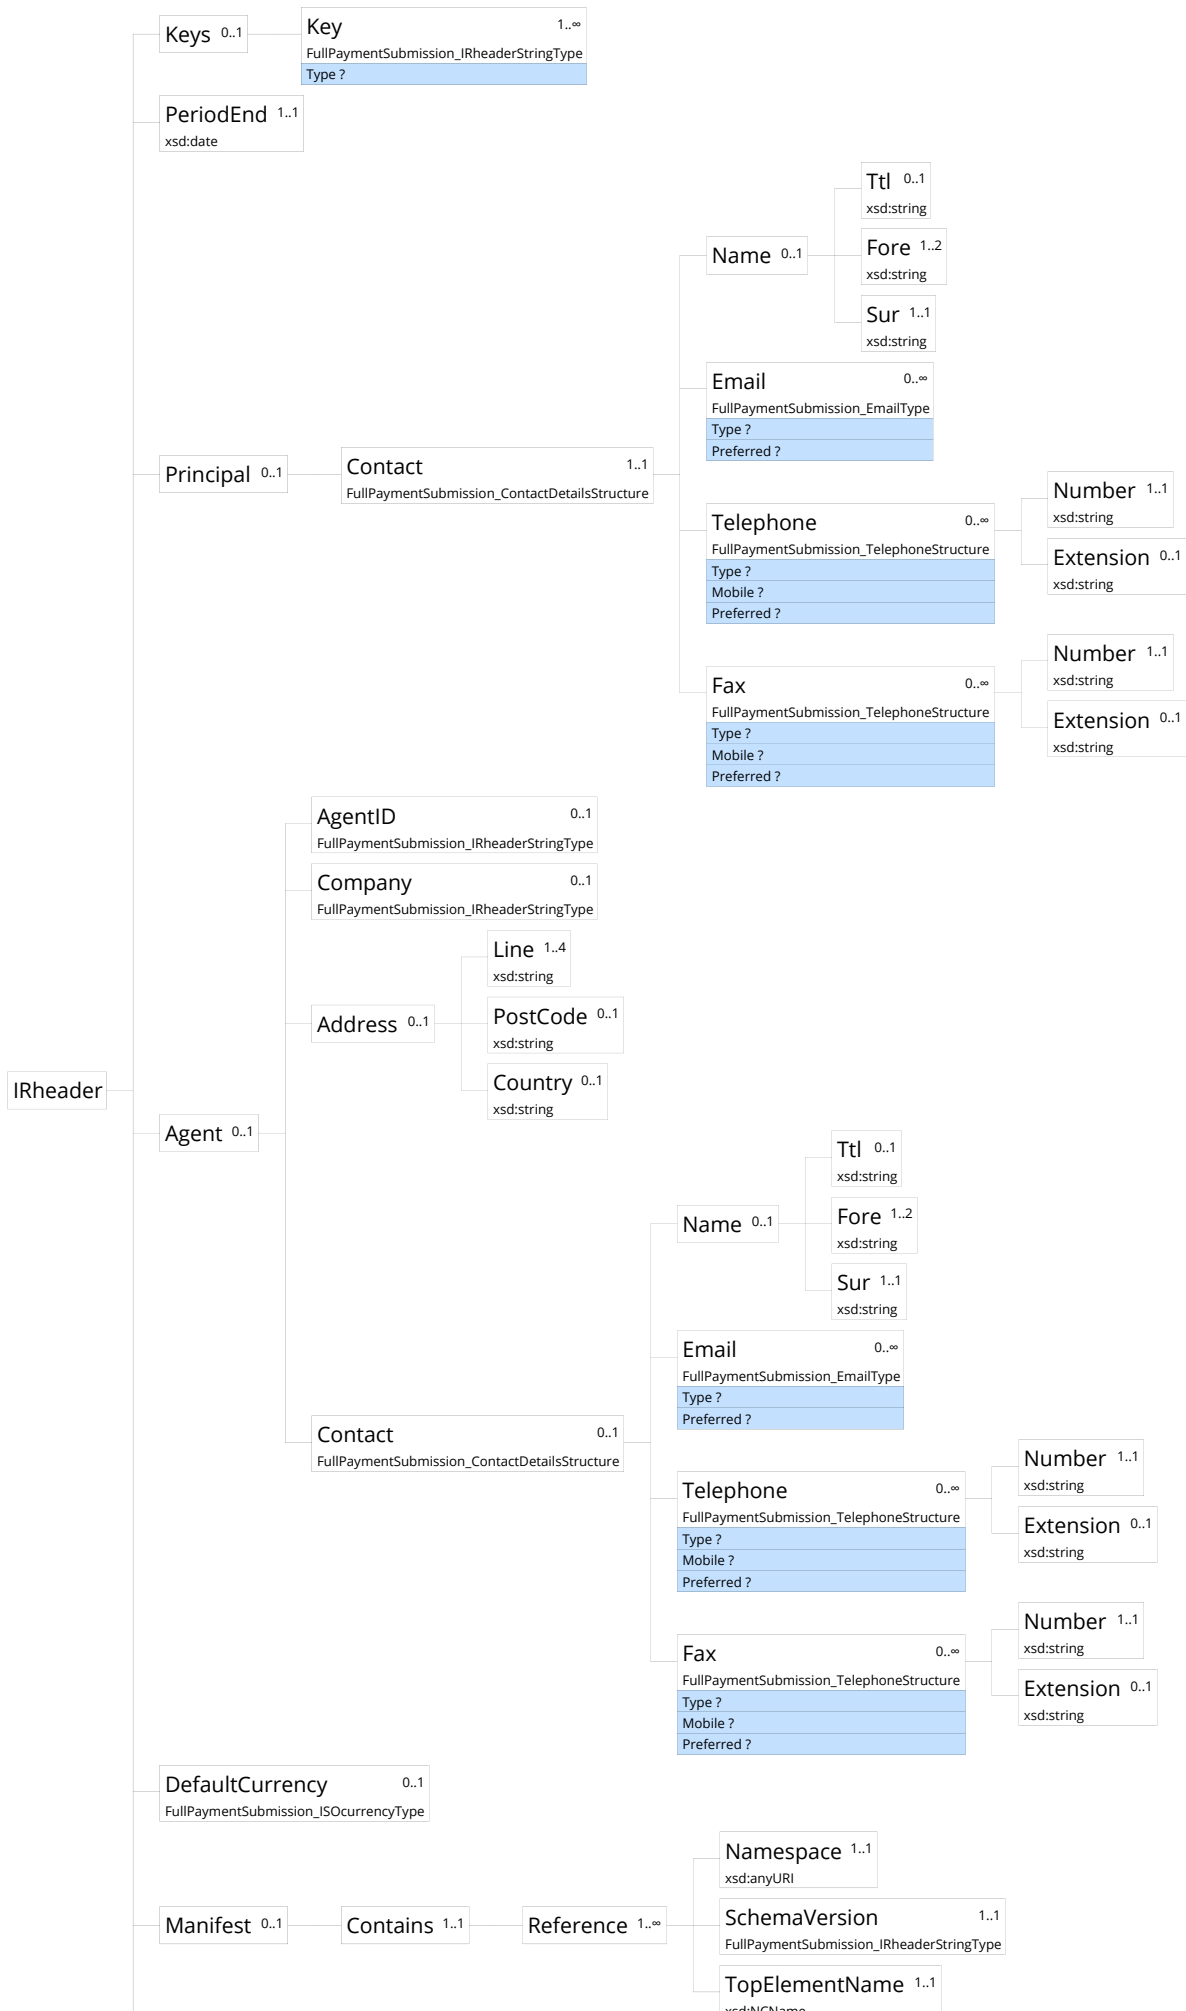 Keys 0..1
Key 1..∞
FullPaymentSubmission_IRheaderStringType
Type ?
PeriodEnd 1..1
xsd:date
Ttl 0..1
xsd:string
Name 0..1
Fore 1..2
xsd:string
Sur 1..1
xsd:string
Email 0..∞
FullPaymentSubmission_EmailType
Type ?
Preferred ?
Principal 0..1
Contact 1..1
FullPaymentSubmission_ContactDetailsStructure
Telephone 0..∞
FullPaymentSubmission_TelephoneStructure
Type ?
Mobile ?
Preferred ?
Number 1..1
xsd:string
Extension 0..1
xsd:string
Fax 0..∞
FullPaymentSubmission_TelephoneStructure
Type ?
Mobile ?
Preferred ?
Number 1..1
xsd:string
Extension 0..1
xsd:string
AgentID 0..1
FullPaymentSubmission_IRheaderStringType
Company 0..1
FullPaymentSubmission_IRheaderStringType
Address 0..1
Line 1..4
xsd:string
PostCode 0..1
xsd:string
Country 0..1
xsd:string
IRheader
Agent 0..1
Ttl 0..1
xsd:string
Name 0..1
Fore 1..2
xsd:string
Sur 1..1
xsd:string
Email 0..∞
FullPaymentSubmission_EmailType
Type ?
Preferred ?
Contact 0..1
FullPaymentSubmission_ContactDetailsStructure
Telephone 0..∞
FullPaymentSubmission_TelephoneStructure
Type ?
Mobile ?
Preferred ?
Number 1..1
xsd:string
Extension 0..1
xsd:string
Fax 0..∞
FullPaymentSubmission_TelephoneStructure
Type ?
Mobile ?
Preferred ?
Number 1..1
xsd:string
Extension 0..1
xsd:string
DefaultCurrency 0..1
FullPaymentSubmission_ISOcurrencyType
Manifest 0..1
Contains 1..1
Reference 1..∞
Namespace 1..1
xsd:anyURI
SchemaVersion 1..1
FullPaymentSubmission_IRheaderStringType
TopElementName 1..1
xsd:NCName